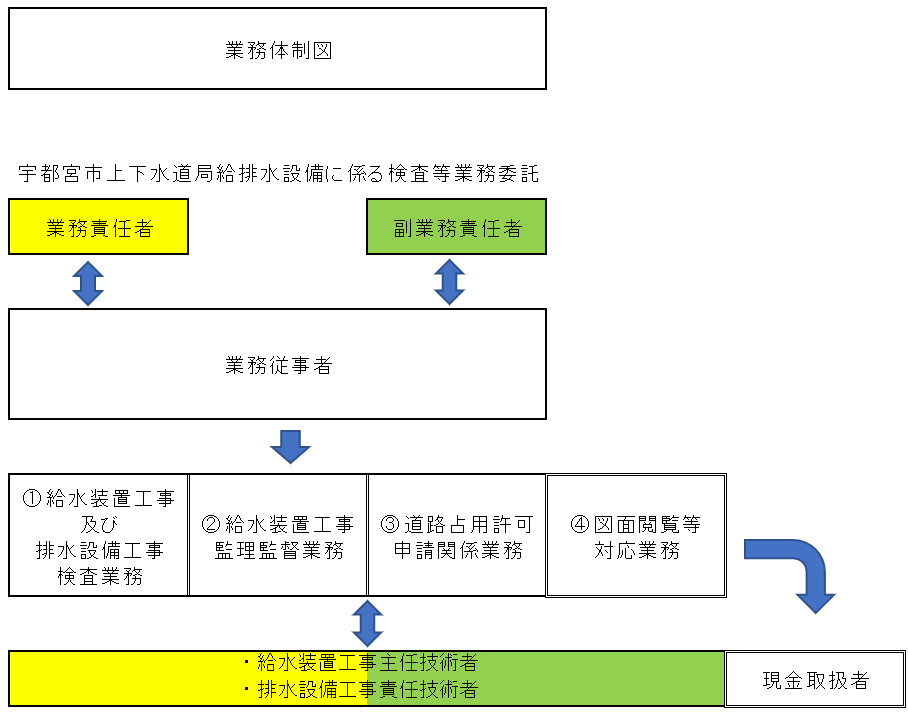 業務体制図
宇都宮市上下水道局給排水設備に係る検査等業務委託
業務責任者
副業務責任者
業務従事者
①給水装置工事
及び
排水設備工事
検査業務
②給水装置工事
監理監督業務
③道路占用許可
申請関係業務
④図面閲覧等
対応業務
・給水装置工事主任技術者
・排水設備工事責任技術者
現金取扱者